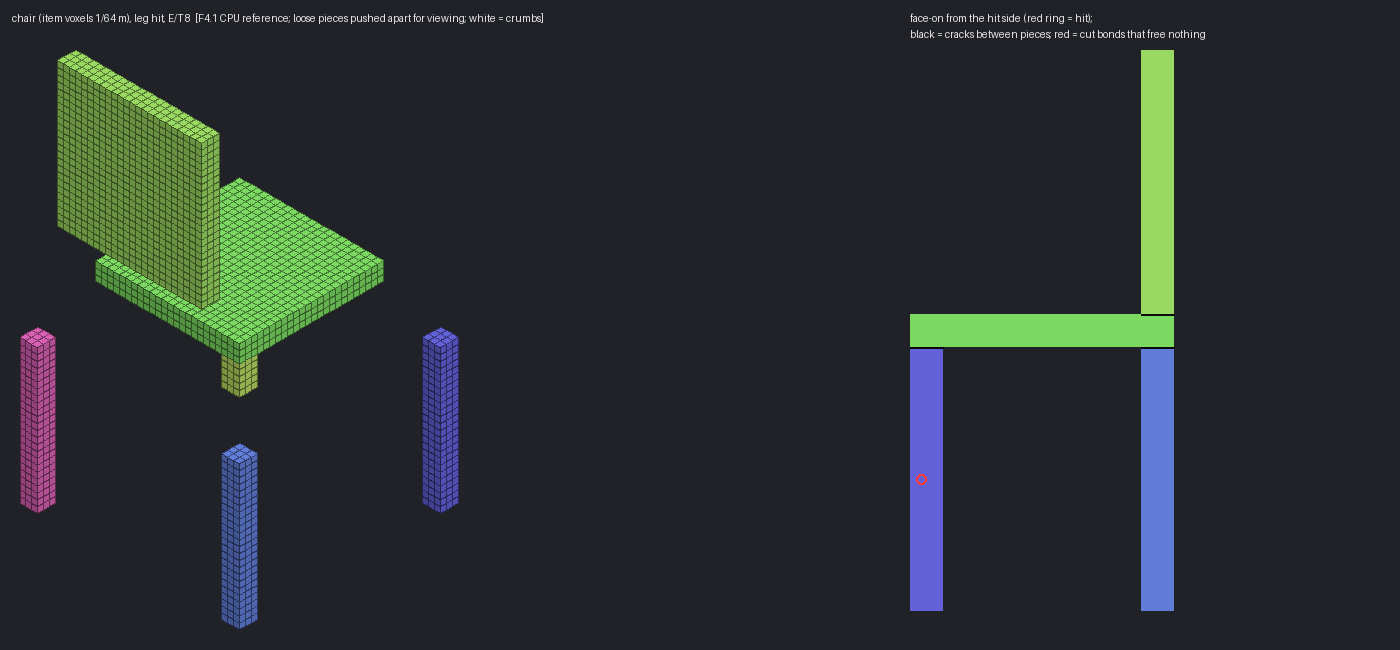 chair (item voxels 1/64 m), leg hit, E/T8 [F4.1 CPU reference; loose pieces pushed apart for viewing; white = crumbs]
face-on from the hit side (red ring = hit);
black = cracks between pieces; red = cut bonds that free nothing